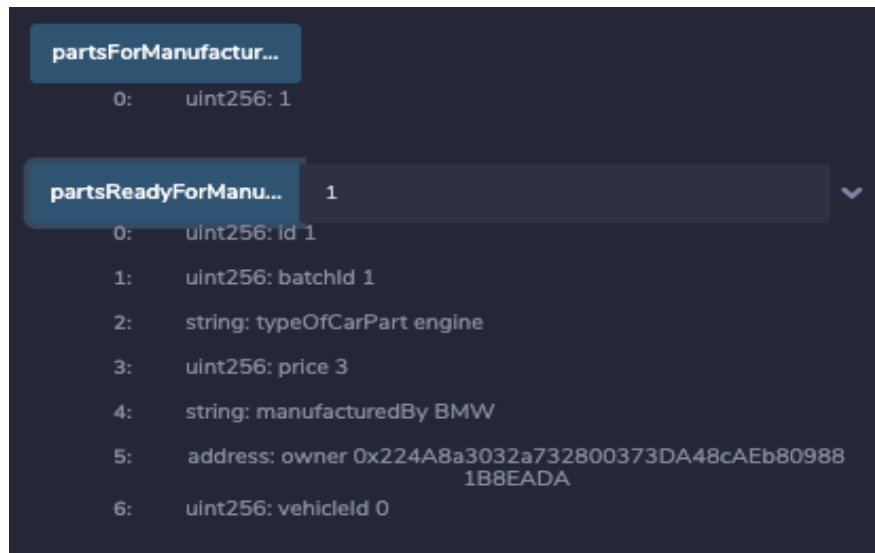 partsForManufactur...
0: uint256: 1
partsReadyForManu... 1
0: uint256: id 1
1: uint256: batchId 1
2: string: typeOfCarPart engine
3: uint256: price 3
4: string: manufacturedBy BMW
5: address: owner 0x224A8a3032a732800373DA48cAEb80988
1B8EADA
6: uint256: vehicleId 0